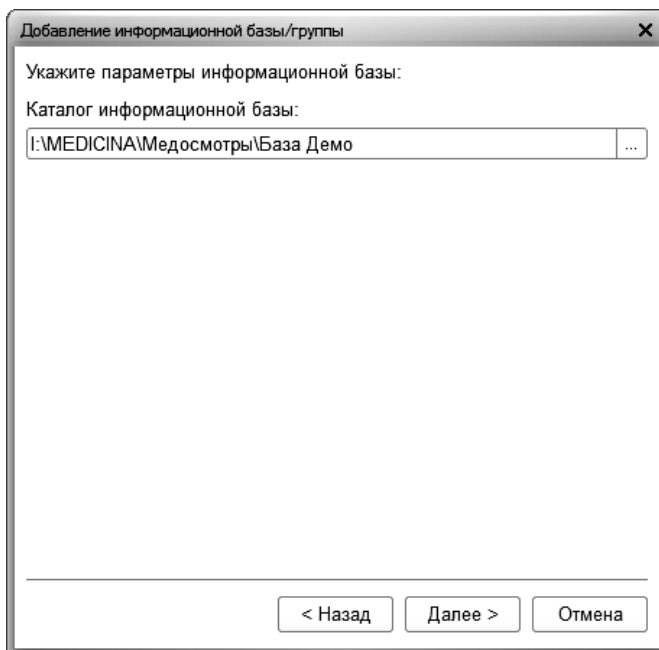 Добавление информационной базы/группы
Укажите параметры информационной базы:
Каталог информационной базы:
I:\MEDICINA\Медосмотры\База Демо
...
< Назад Далее > Отмена